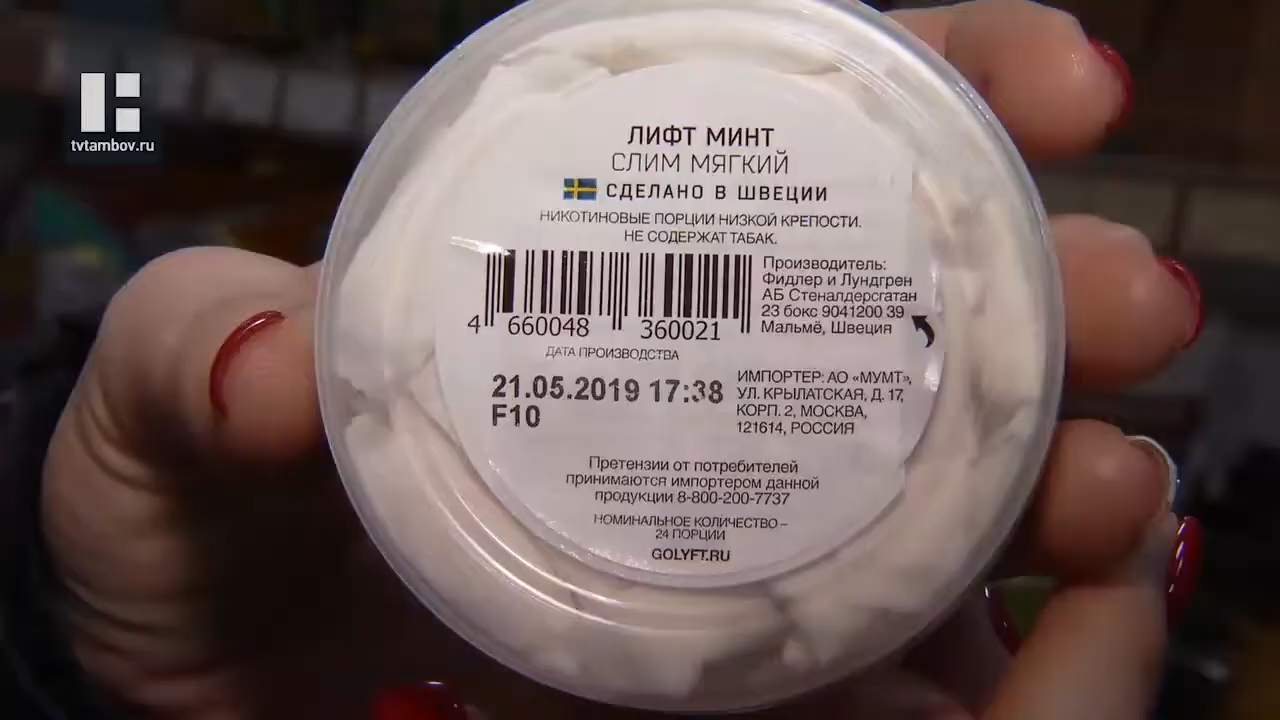 tvtambov.ru
ЛИФТ МИНТ
СЛИМ МЯГКИЙ
СДЕЛАНО В ШВЕЦИИ
НИКОТИНОВЫЕ ПОРЦИИ НИЗКОЙ КРЕПОСТИ.
НЕ СОДЕРЖАТ ТАБАК.
Производитель:
Фидлер и Лундгрен
АБ Стеналдерсгатан
23 бокс 9041200 39
Мальмё, Швеция
4 660048 360021
ДАТА ПРОИЗВОДСТВА
21.05.2019 17:38
F10
ИМПОРТЕР: АО «МУМТ»,
УЛ. КРЫЛАТСКАЯ, Д. 17,
КОРП. 2, МОСКВА,
121614, РОССИЯ
Претензии от потребителей
принимаются импортером данной
продукции 8-800-200-7737
НОМИНАЛЬНОЕ КОЛИЧЕСТВО –
24 ПОРЦИИ
GOLYFT.RU